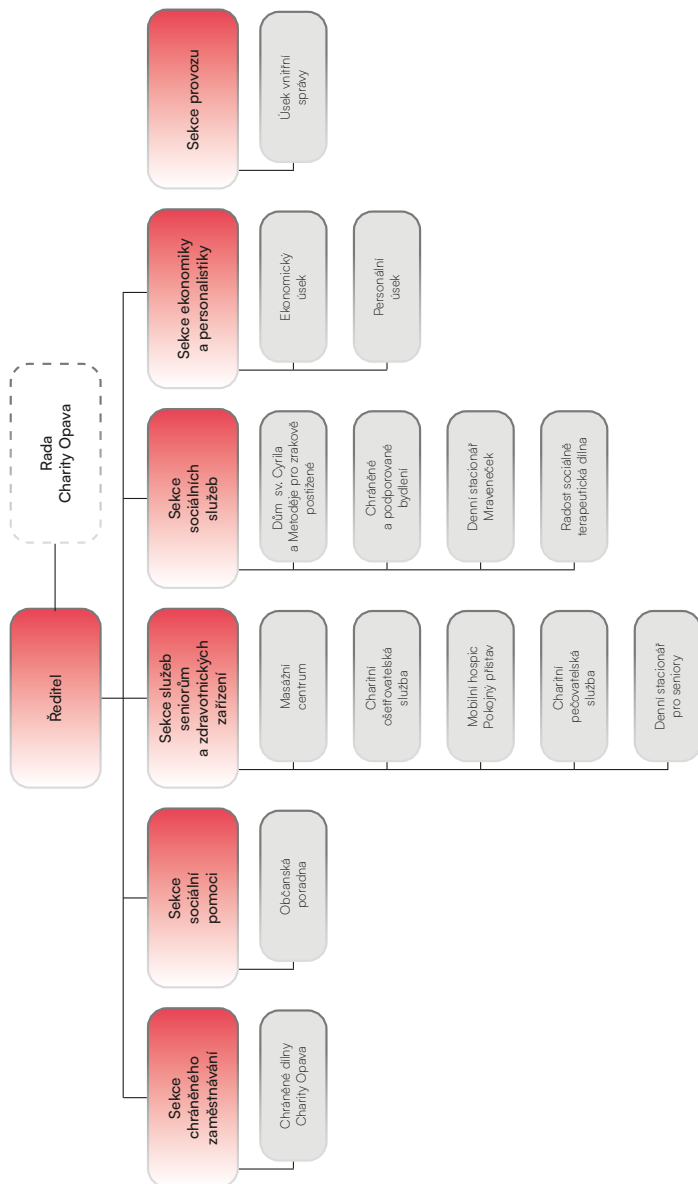 Rada
Charity Opava
Ředitel
Sekce
chráněného
zaměstnávání
Chráněné dílny
Charity Opava
Sekce
sociální
pomoci
Občanská
poradna
Sekce služeb
seniorům
a zdravotnických
zařízení
Masážní
centrum
Charitní
ošetřovatelská
služba
Mobilní hospic
Pokojný přístav
Charitní
pečovatelská
služba
Denní stacionář
pro seniory
Sekce
sociálních
služeb
Dům sv. Cyrila
a Metoděje pro zrakově
postižené
Chráněné
a podporované
bydlení
Denní stacionář
Mraveneček
Radost sociálně
terapeutická dílna
Sekce ekonomiky
a personalistiky
Ekonomický
úsek
Personální
úsek
Sekce provozu
Úsek vnitřní
správy